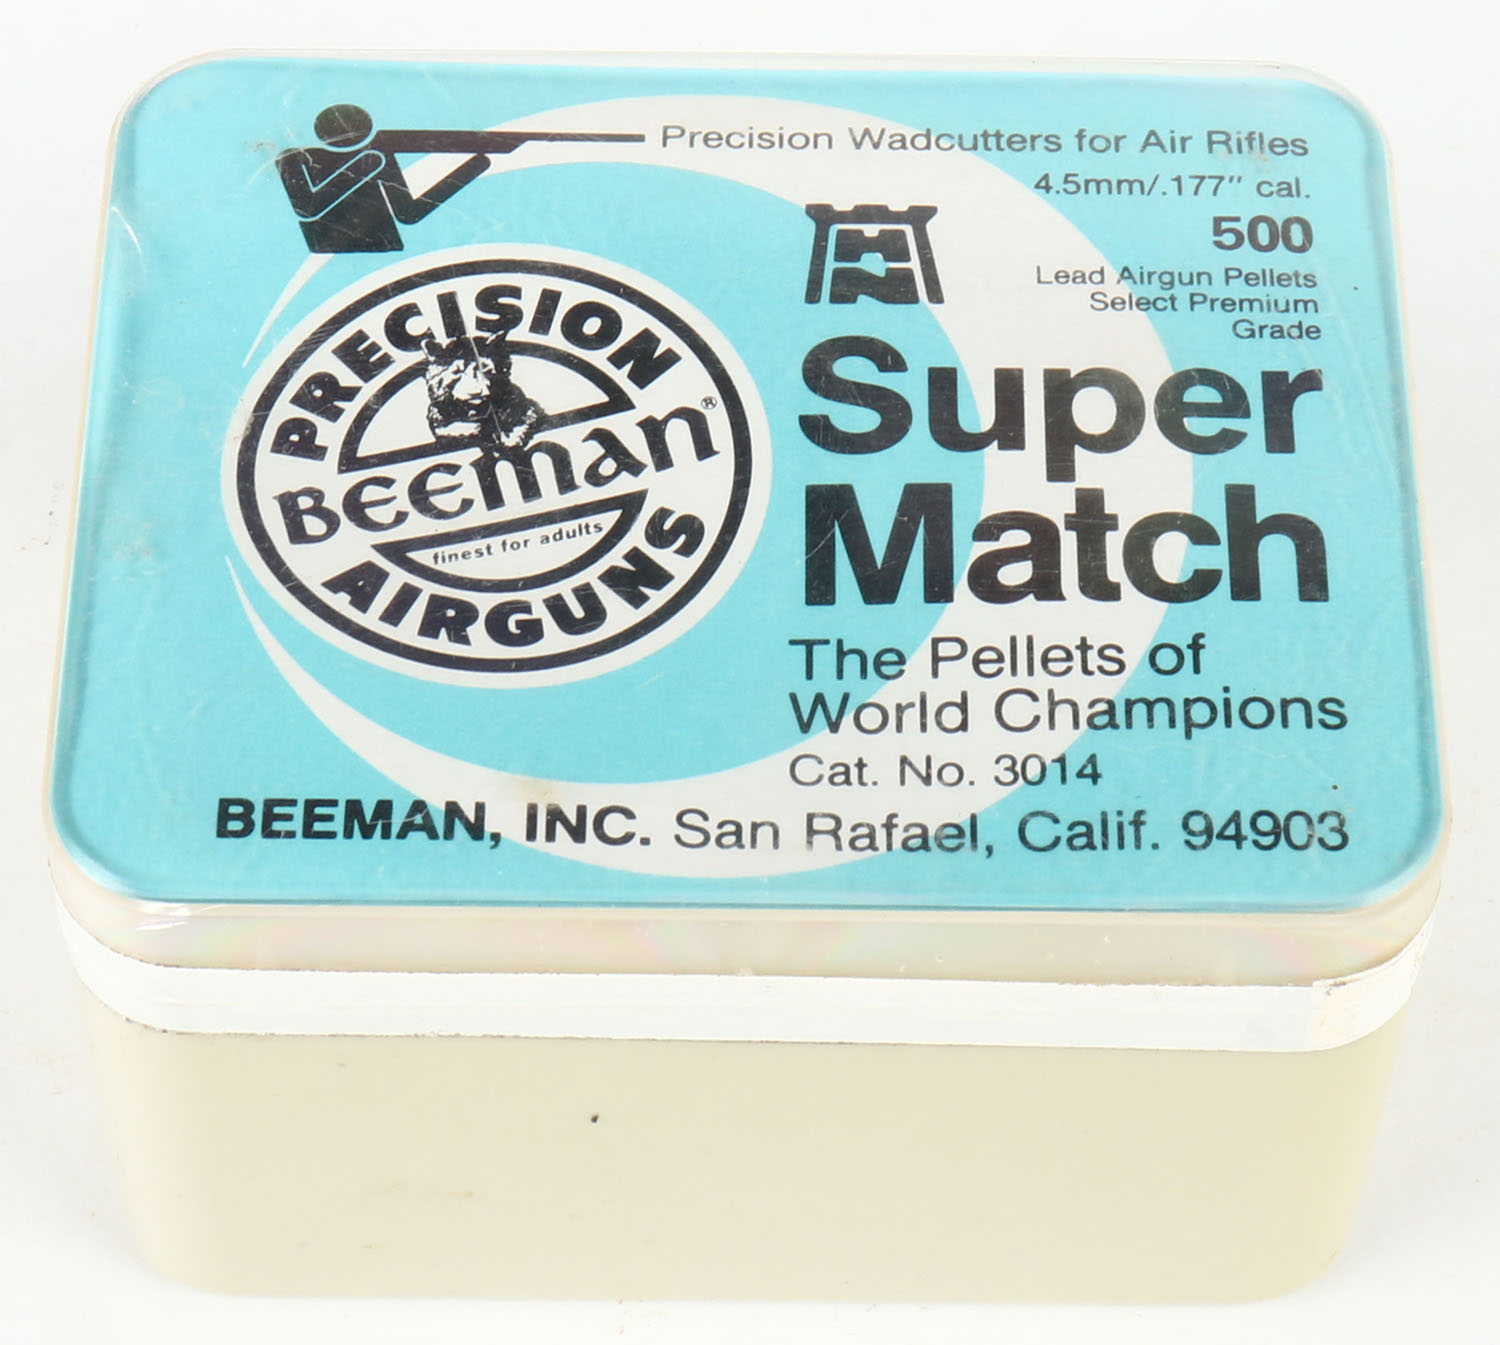 Precision Wadcutters for Air Rifles
4.5mm/.177" cal.
500
Lead Airgun Pellets
Select Premium
Grade
PRECISION
BEEman®
finest for adults
AIRGUNS
Super
Match
The Pellets of
World Champions
Cat. No. 3014
BEEMAN, INC. San Rafael, Calif. 94903